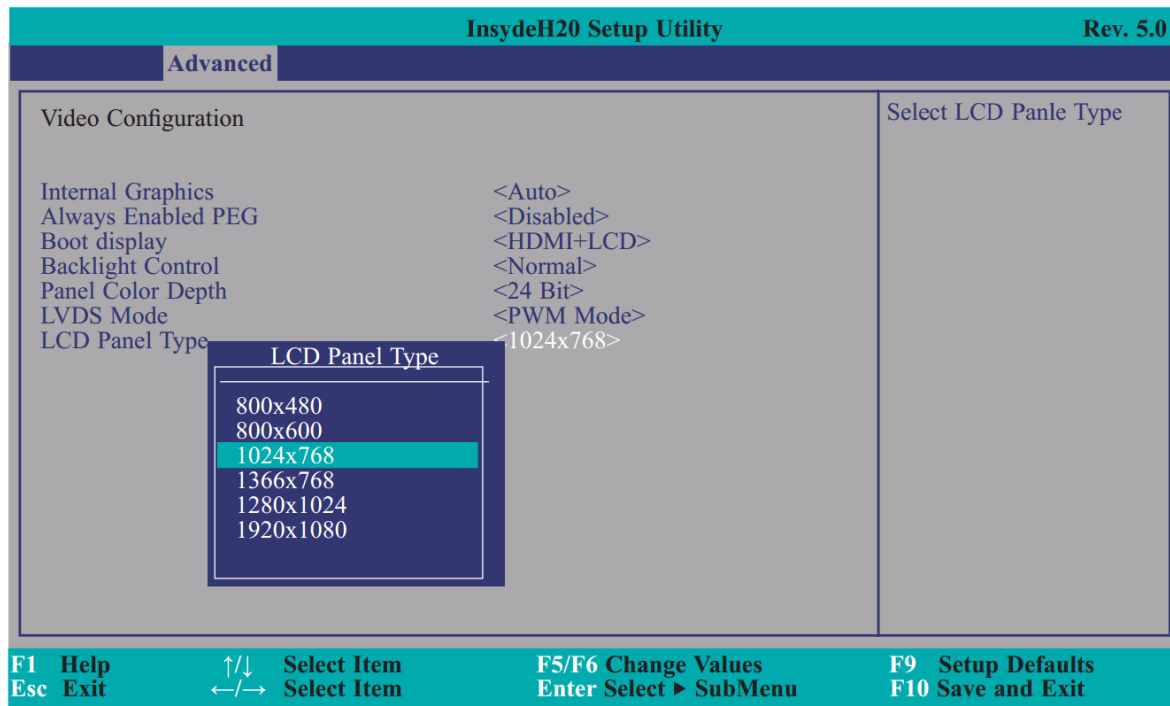 InsydeH20 Setup Utility Rev. 5.0
Advanced
Video Configuration
Select LCD Panle Type
Internal Graphics <Auto>
Always Enabled PEG <Disabled>
Boot display <HDMI+LCD>
Backlight Control <Normal>
Panel Color Depth <24 Bit>
LVDS Mode <PWM Mode>
LCD Panel Type <1024x768>
LCD Panel Type
800x480
800x600
1024x768
1366x768
1280x1024
1920x1080
F1 Help ↑/↓ Select Item F5/F6 Change Values F9 Setup Defaults
Esc Exit ←/→ Select Item Enter Select ▶ SubMenu F10 Save and Exit